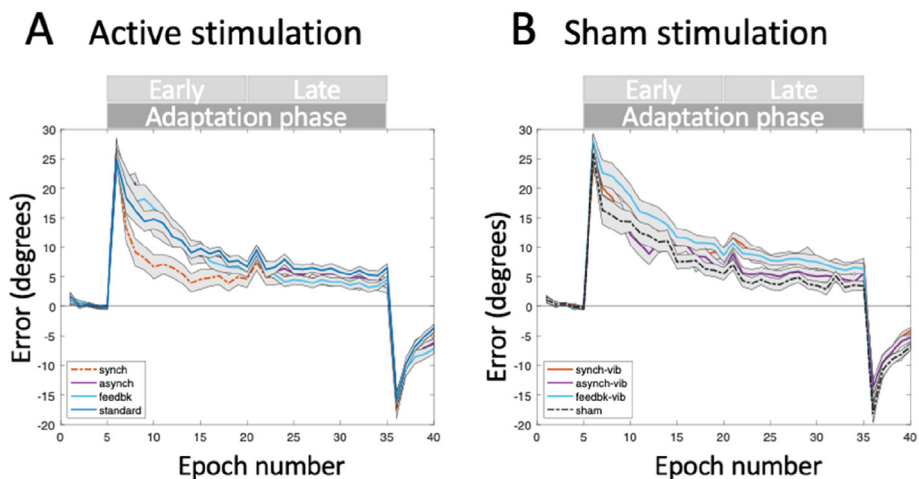 A Active stimulation
Early Late
Adaptation phase
Error (degrees)
30
25
20
15
10
5
0
-5
-10
-15
-20
synch
asynch
feedbk
standard
0 5 10 15 20 25 30 35 40
Epoch number
B Sham stimulation
Early Late
Adaptation phase
Error (degrees)
30
25
20
15
10
5
0
-5
-10
-15
-20
synch-vib
asynch-vib
feedbk-vib
sham
0 5 10 15 20 25 30 35 40
Epoch number